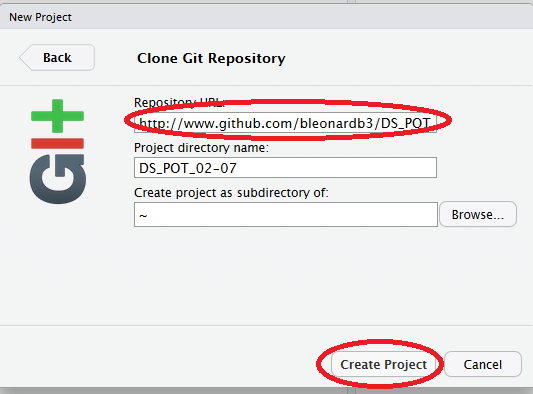 New Project
Back
Clone Git Repository
Repository URL:
http://www.github.com/bleonardb3/DS_POT
Project directory name:
DS_POT_02-07
Create project as subdirectory of:
~
Browse...
GIt
Create Project
Cancel